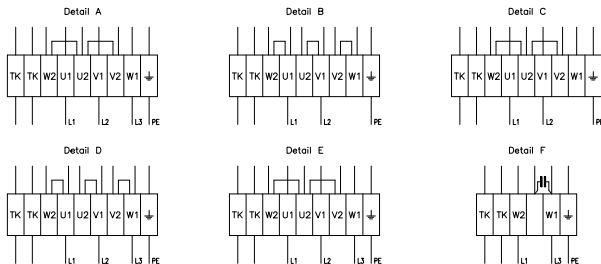 Detail A
Detail B
Detail C
TK TK W2 U1 U2 V1 V2 W1
TK TK W2 U1 U2 V1 V2 W1
TK TK W2 U1 U2 V1 V2 W1
L1 L2 L3 PE
L1 L2 PE
L1 L2 PE
Detail D
Detail E
Detail F
TK TK W2 U1 U2 V1 V2 W1
TK TK W2 U1 U2 V1 V2 W1
TK TK W2 W1
L1 L2 L3 PE
L1 L2 L3 PE
L1 L3 PE